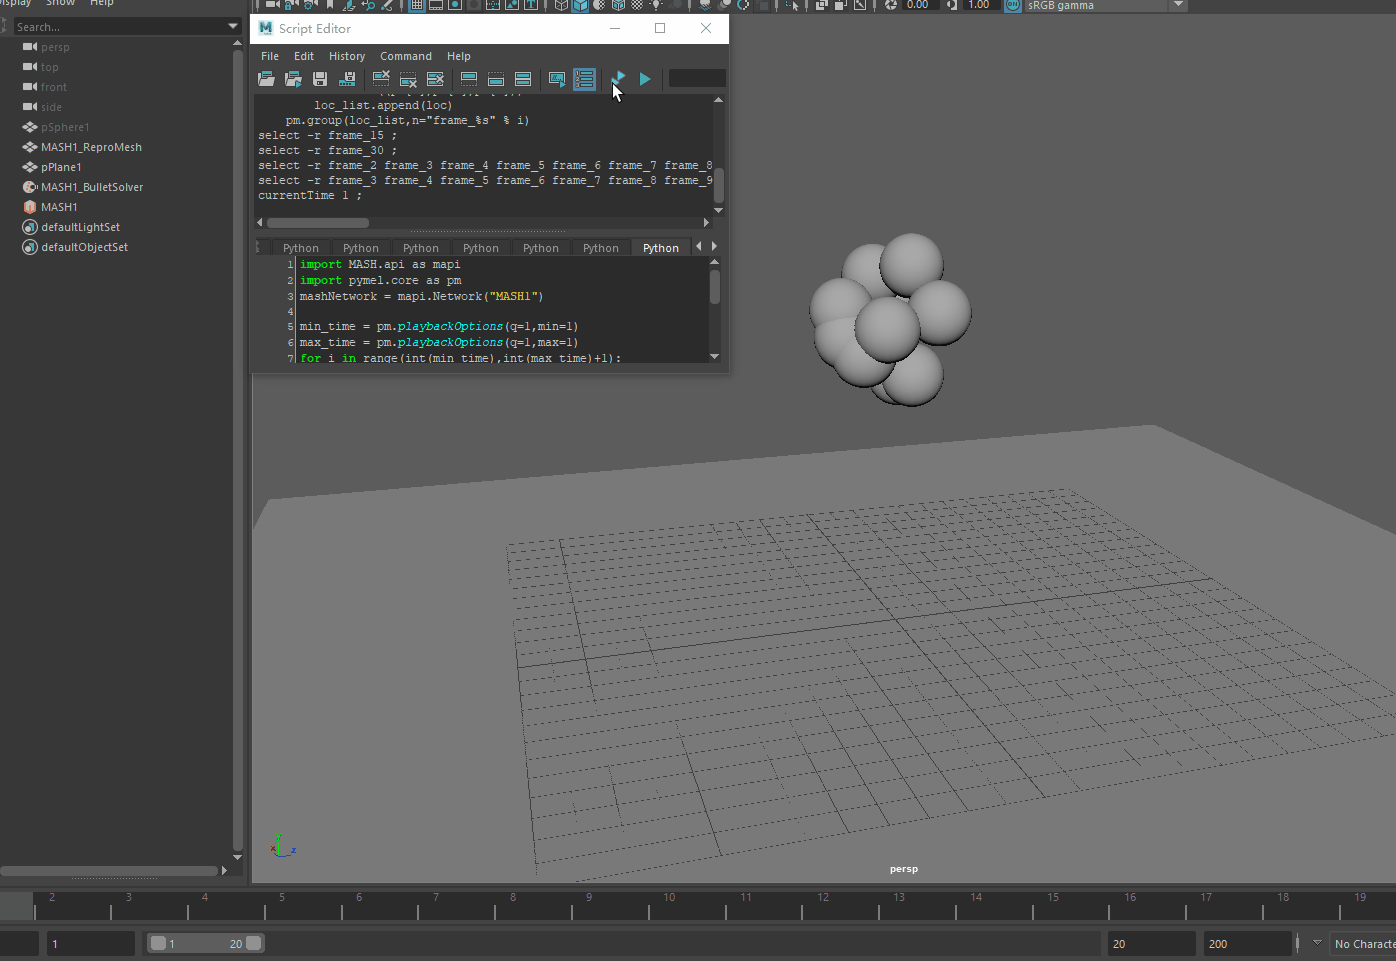 Display Show Help
0.00 1.00 sRGB gamma
Search...
persp
top
front
side
pSphere1
MASH1_ReproMesh
pPlane1
MASH1_BulletSolver
MASH1
defaultLightSet
defaultObjectSet
Script Editor
File Edit History Command Help
loc_list.append(loc)
pm.group(loc_list,n="frame_%s" % i)
select -r frame_15 ;
select -r frame_30 ;
select -r frame_2 frame_3 frame_4 frame_5 frame_6 frame_7 frame_8
select -r frame_3 frame_4 frame_5 frame_6 frame_7 frame_8 frame_9
currentTime 1 ;
Python Python Python Python Python Python Python
1 import MASH.api as mapi
2 import pymel.core as pm
3 mashNetwork = mapi.Network("MASH1")
4
5 min_time = pm.playbackOptions(q=1,min=1)
6 max_time = pm.playbackOptions(q=1,max=1)
7 for i in range(int(min_time),int(max_time)+1):
y
x z
persp
2 3 4 5 6 7 8 9 10 11 12 13 14 15 16 17 18 19
1 1 20 20 200 No Characte